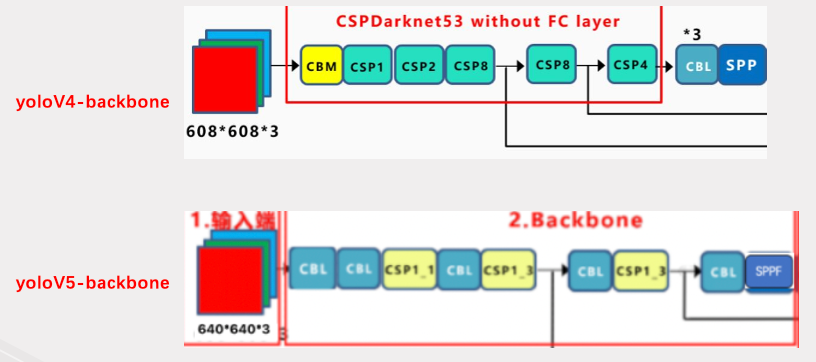 CSPDarknet53 without FC layer
*3
CBM CSP1 CSP2 CSP8 CSP8 CSP4 CBL SPP
yoloV4-backbone
608*608*3
1.输入端 2.Backbone
CBL CBL CSP1_1 CBL CSP1_3 CBL CSP1_3 CBL SPPF
yoloV5-backbone
640*640*3
3